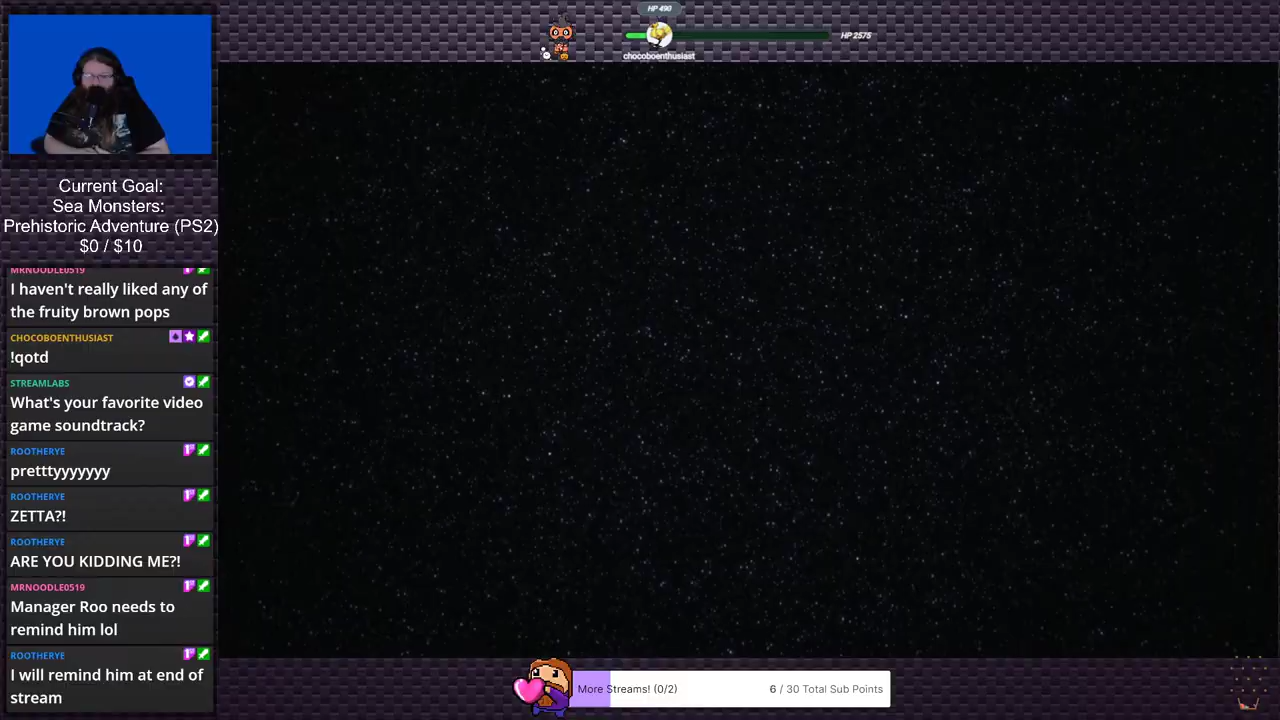 HP 490
HP 2575
chocoboenthusiast
Current Goal:
Sea Monsters:
Prehistoric Adventure (PS2)
$0 / $10
MRNOODLE0519
I haven't really liked any of
the fruity brown pops
CHOCOBOENTHUSIAST
!qotd
STREAMLABS
What's your favorite video
game soundtrack?
ROOTHERYE
pretttyyyyyyy
ROOTHERYE
ZETTA?!
ROOTHERYE
ARE YOU KIDDING ME?!
MRNOODLE0519
Manager Roo needs to
remind him lol
ROOTHERYE
I will remind him at end of
stream
More Streams! (0/2)
6 / 30 Total Sub Points